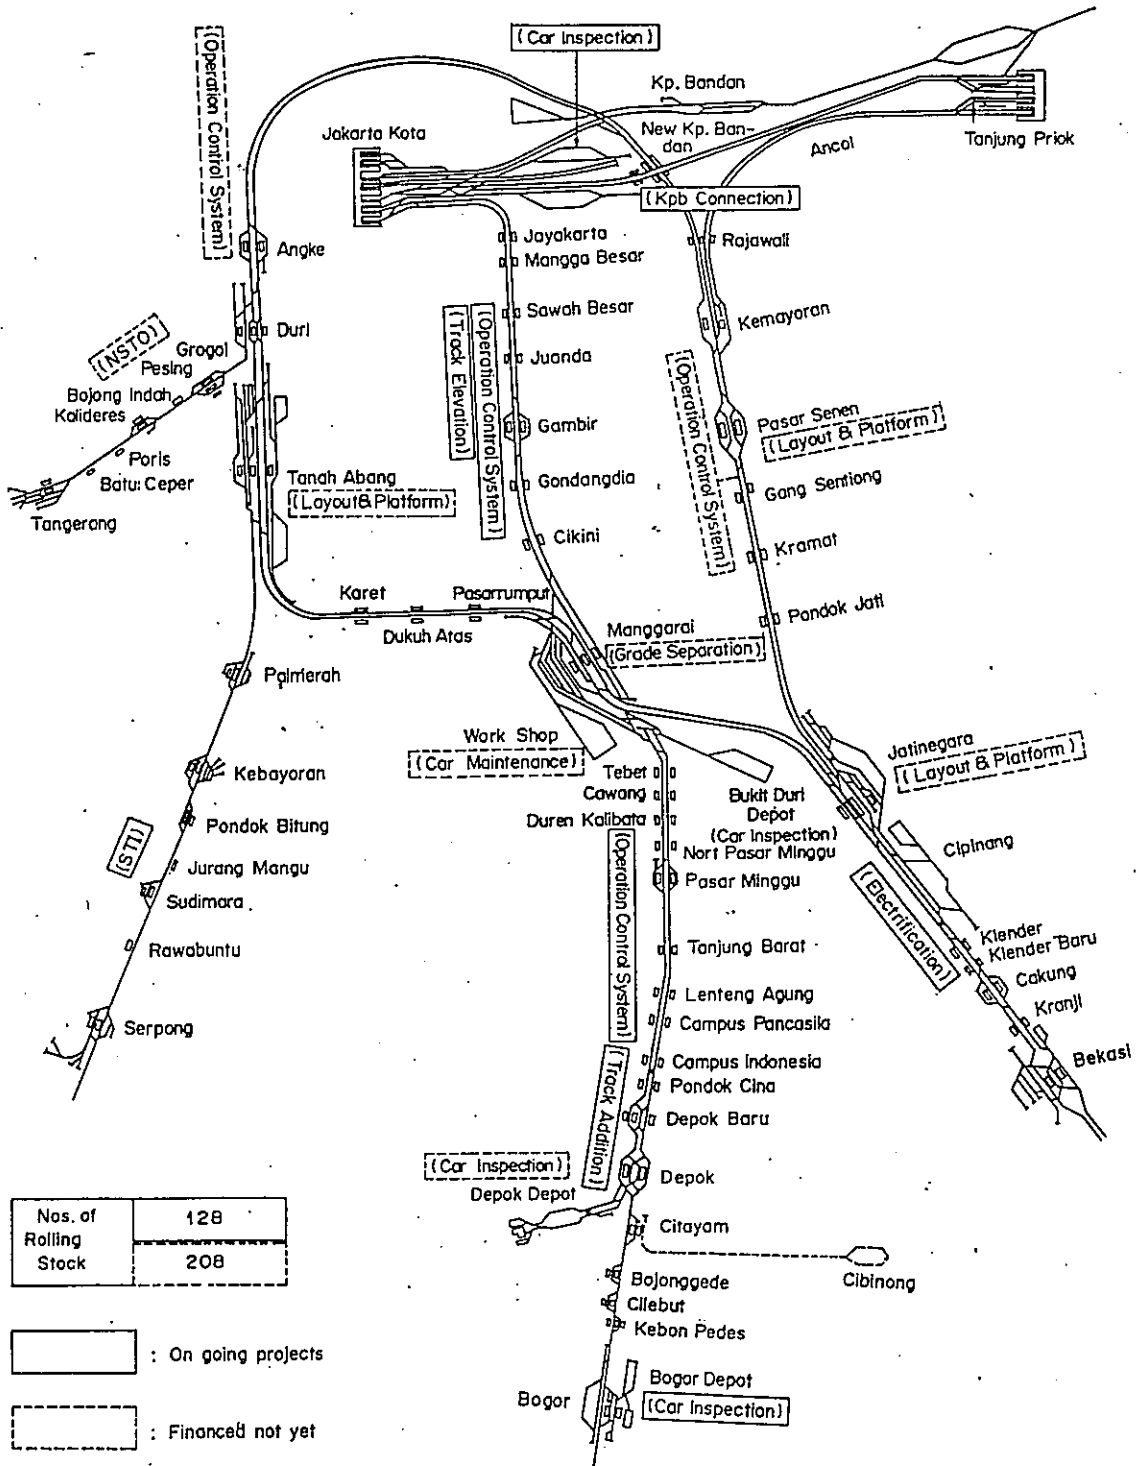 (Car Inspection)
(Operation Control System)
Kp. Bandan
New Kp. Ban-
dan
Jakarta Kota
Ancol
Tanjung Priok
(Kpb Connection)
Angke
Jayakarta
Mangga Besar
Rajawali
Sawah Besar
Kemayoran
Duri
(NSTO)
Grogol
Pesing
Bojong Indah
Kalideres
Poris
Batu: Ceper
Tangerang
(Track Elevation)
(Operation Control System)
Juanda
Gambir
Gondangdia
Cikini
(Operation Control System)
Pasar Senen
(Layout & Platform)
Gang Sentiong
Kramat
Pondok Jati
Tanah Abang
(Layout & Platform)
Karet
Dukuh Atas
Pasarrumput
Manggarai
(Grade Separation)
Palmerah
Work Shop
(Car Maintenance)
Jatinegara
(Layout & Platform)
Kebayoran
Tebet
Cawang
Duren Kalibata
Bukit Duri
Depot
(Car Inspection)
Nort Pasar Minggu
Pasar Minggu
Cipinang
Pondok Bitung
(STI)
Jurang Mangu
Sudimara
Rawabuntu
Serpong
(Operation Control System)
Tanjung Barat
Lenteng Agung
Campus Pancasila
Campus Indonesia
Pondok Cina
Depok Baru
(Electrification)
Klender
Klender Baru
Cakung
Kranji
Bekasi
(Track Addition)
(Car Inspection)
Depok Depot
Depok
Citayam
Cibinong
Bojonggede
Cilebut
Kebon Pedes
Bogor
Bogor Depot
(Car Inspection)
Nos. of
Rolling
Stock
128
208
: On going projects
: Financed not yet